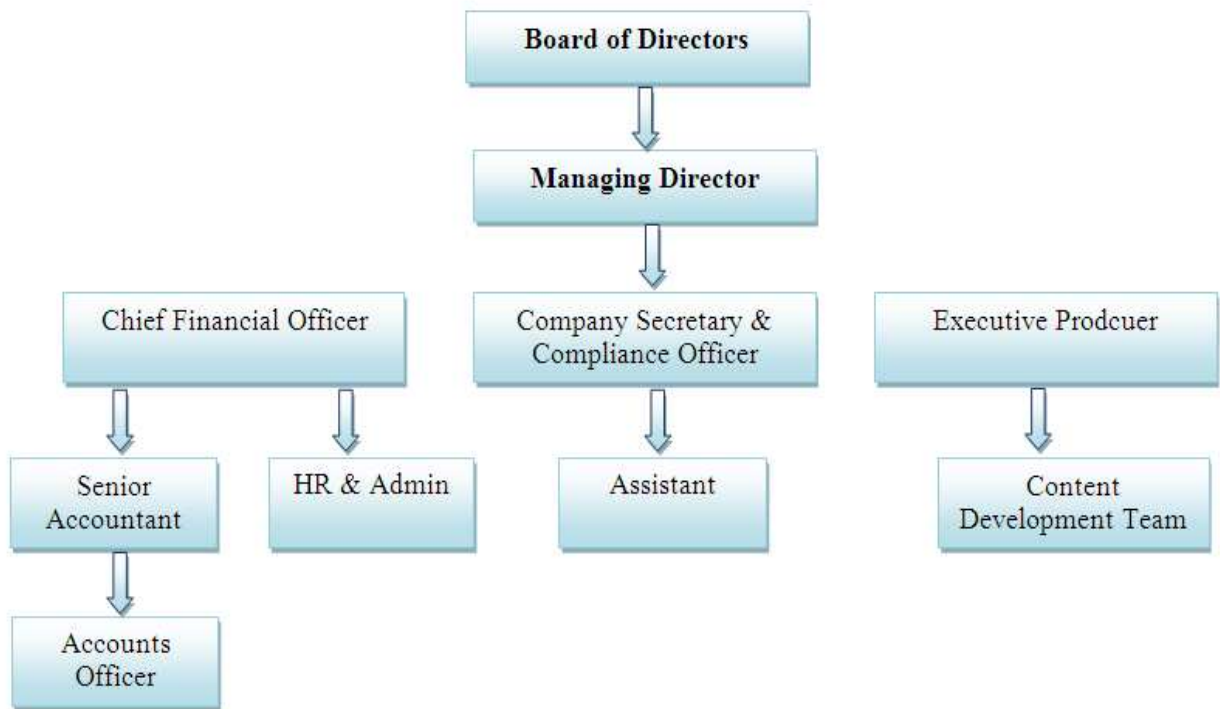 Board of Directors
Managing Director
Chief Financial Officer
Company Secretary &
Compliance Officer
Executive Prodcuer
Senior
Accountant
HR & Admin
Assistant
Content
Development Team
Accounts
Officer